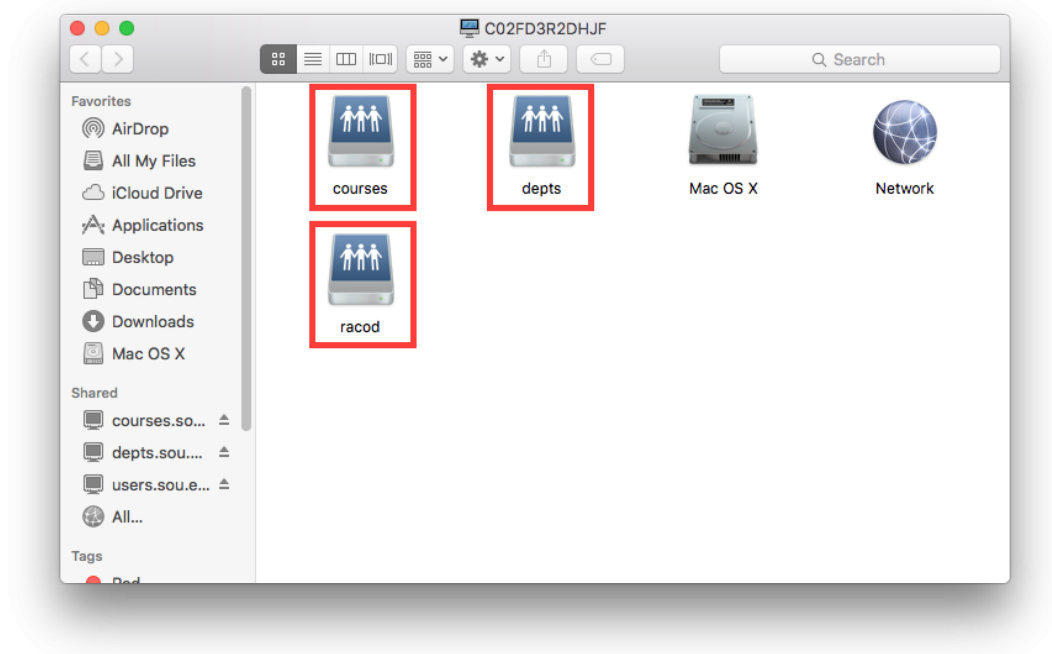 C02FD3R2DHJF
Search
Favorites
AirDrop
All My Files
iCloud Drive
Applications
Desktop
Documents
Downloads
Mac OS X
Shared
courses.so...
depts.sou....
users.sou.e...
All...
Tags
Red
courses
depts
Mac OS X
Network
racod